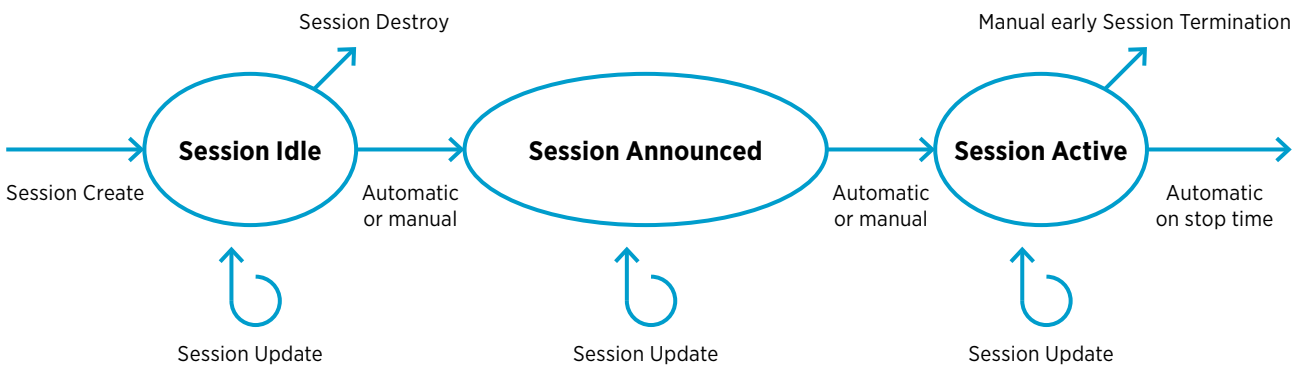 Session Destroy
Manual early Session Termination
Session Idle
Session Announced
Session Active
Session Create
Automatic
or manual
Automatic
or manual
Automatic
on stop time
Session Update
Session Update
Session Update